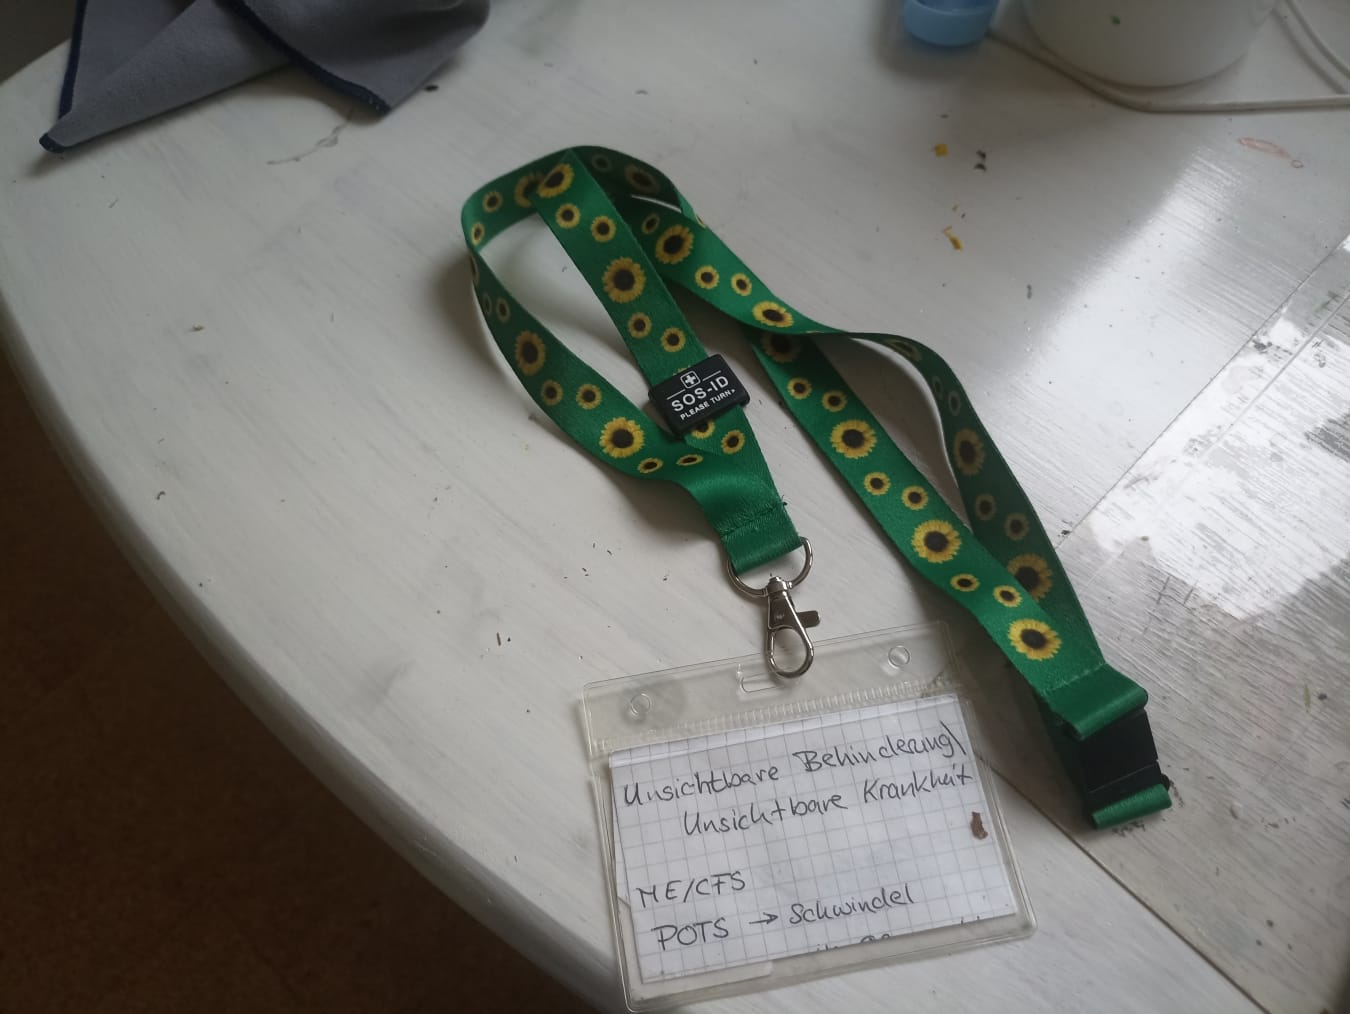 SOS-ID
PLEASE TURN
Unsichtbare Behinderung\
Unsichtbare Krankheit
ME/CFS
POTS → Schwindel